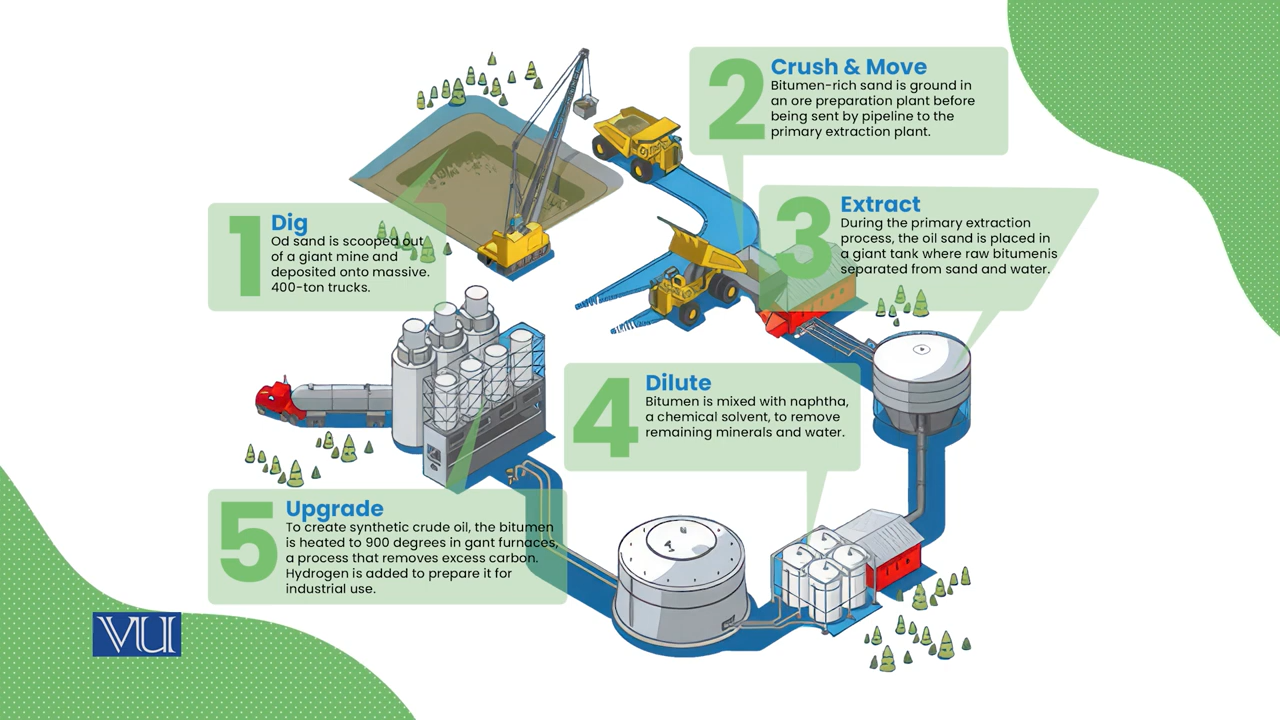 1
Dig
Od sand is scooped out
of a giant mine and
deposited onto massive.
400-ton trucks.
2
Crush & Move
Bitumen-rich sand is ground in
an ore preparation plant before
being sent by pipeline to the
primary extraction plant.
3
Extract
During the primary extraction
process, the oil sand is placed in
a giant tank where raw bitumenis
separated from sand and water.
4
Dilute
Bitumen is mixed with naphtha,
a chemical solvent, to remove
remaining minerals and water.
5
Upgrade
To create synthetic crude oil, the bitumen
is heated to 900 degrees in gant furnaces,
a process that removes excess carbon.
Hydrogen is added to prepare it for
industrial use.
VU